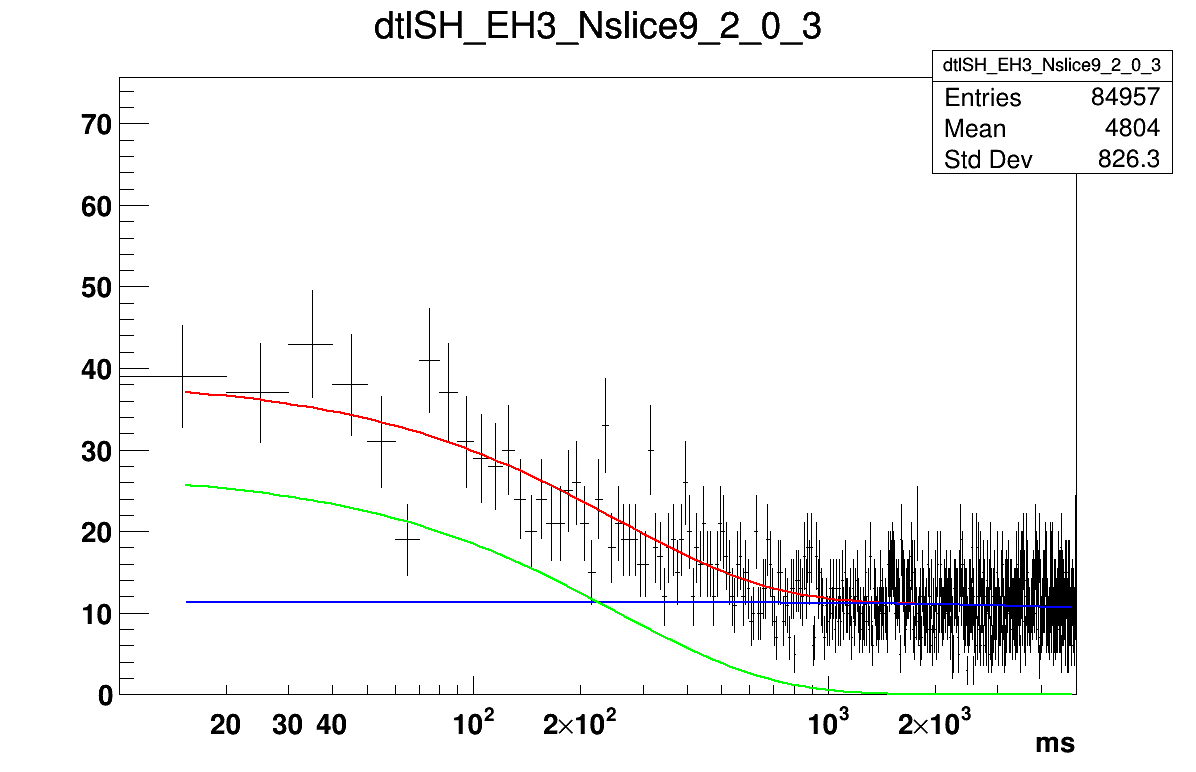 dtlSH_EH3_Nslice9_2_0_3
dtlSH_EH3_Nslice9_2_0_3
Entries 84957
Mean 4804
Std Dev 826.3
70
60
50
40
30
20
10
0
20 30 40 10² 2×10² 10³ 2×10³
ms